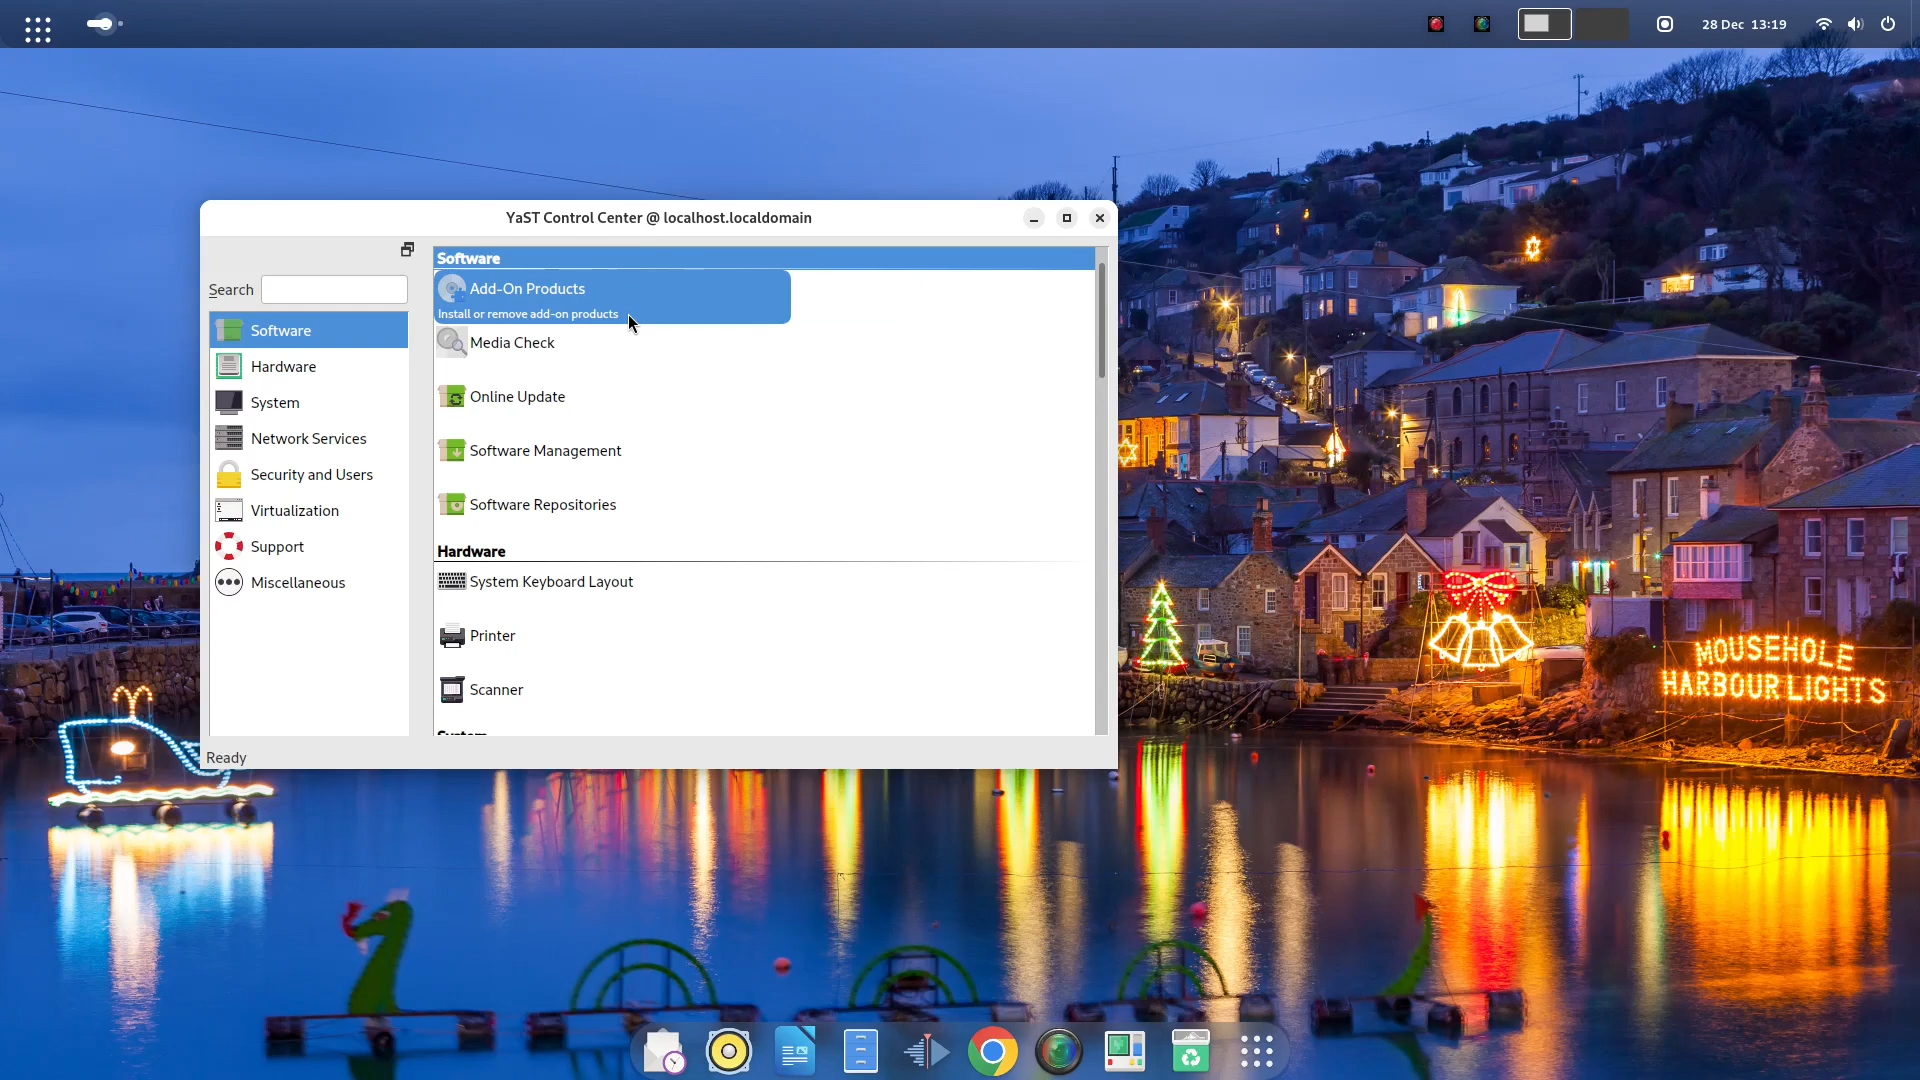 28 Dec 13:19
YaST Control Center @ localhost.localdomain
Search
Software
Hardware
System
Network Services
Security and Users
Virtualization
Support
Miscellaneous
Software
Add-On Products
Install or remove add-on products
Media Check
Online Update
Software Management
Software Repositories
Hardware
System Keyboard Layout
Printer
Scanner
System
Ready
MOUSEHOLE
HARBOUR LIGHTS